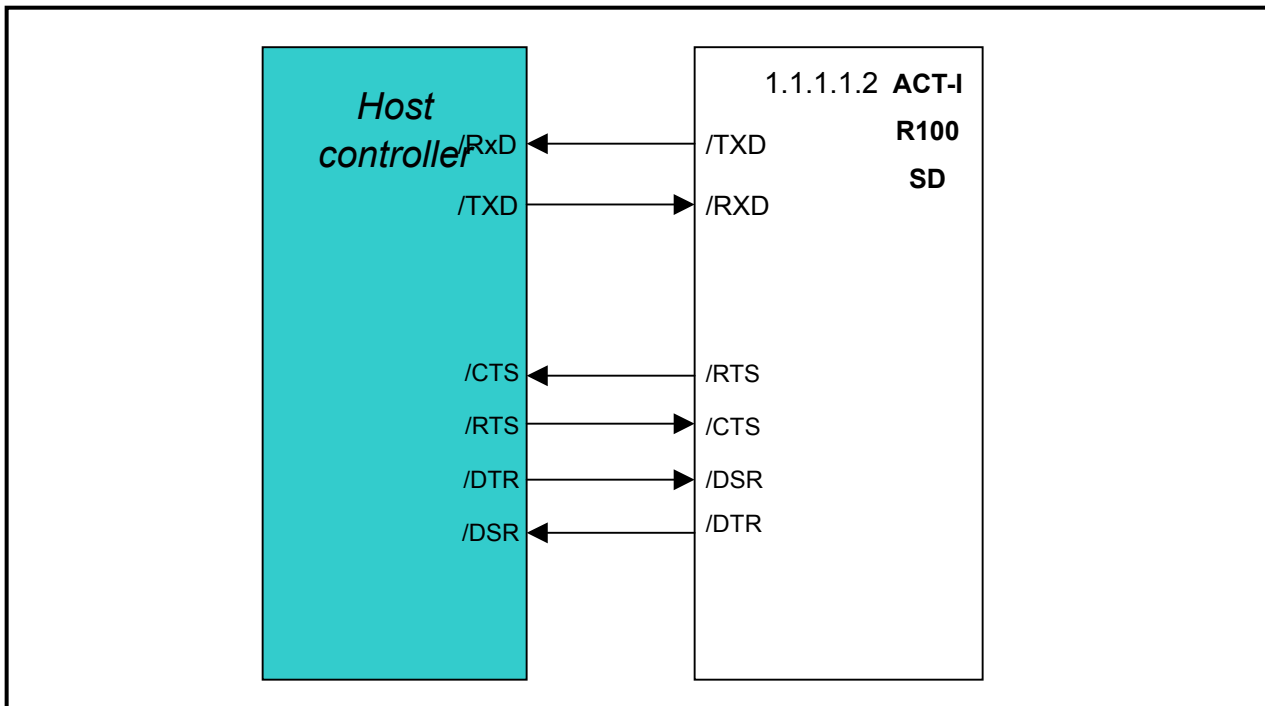 Host
controller
/RxD
/TXD
/CTS
/RTS
/DTR
/DSR
1.1.1.1.2 ACT-I
R100
SD
/TXD
/RXD
/RTS
/CTS
/DSR
/DTR